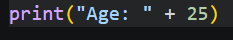 print("Age: " + 25)